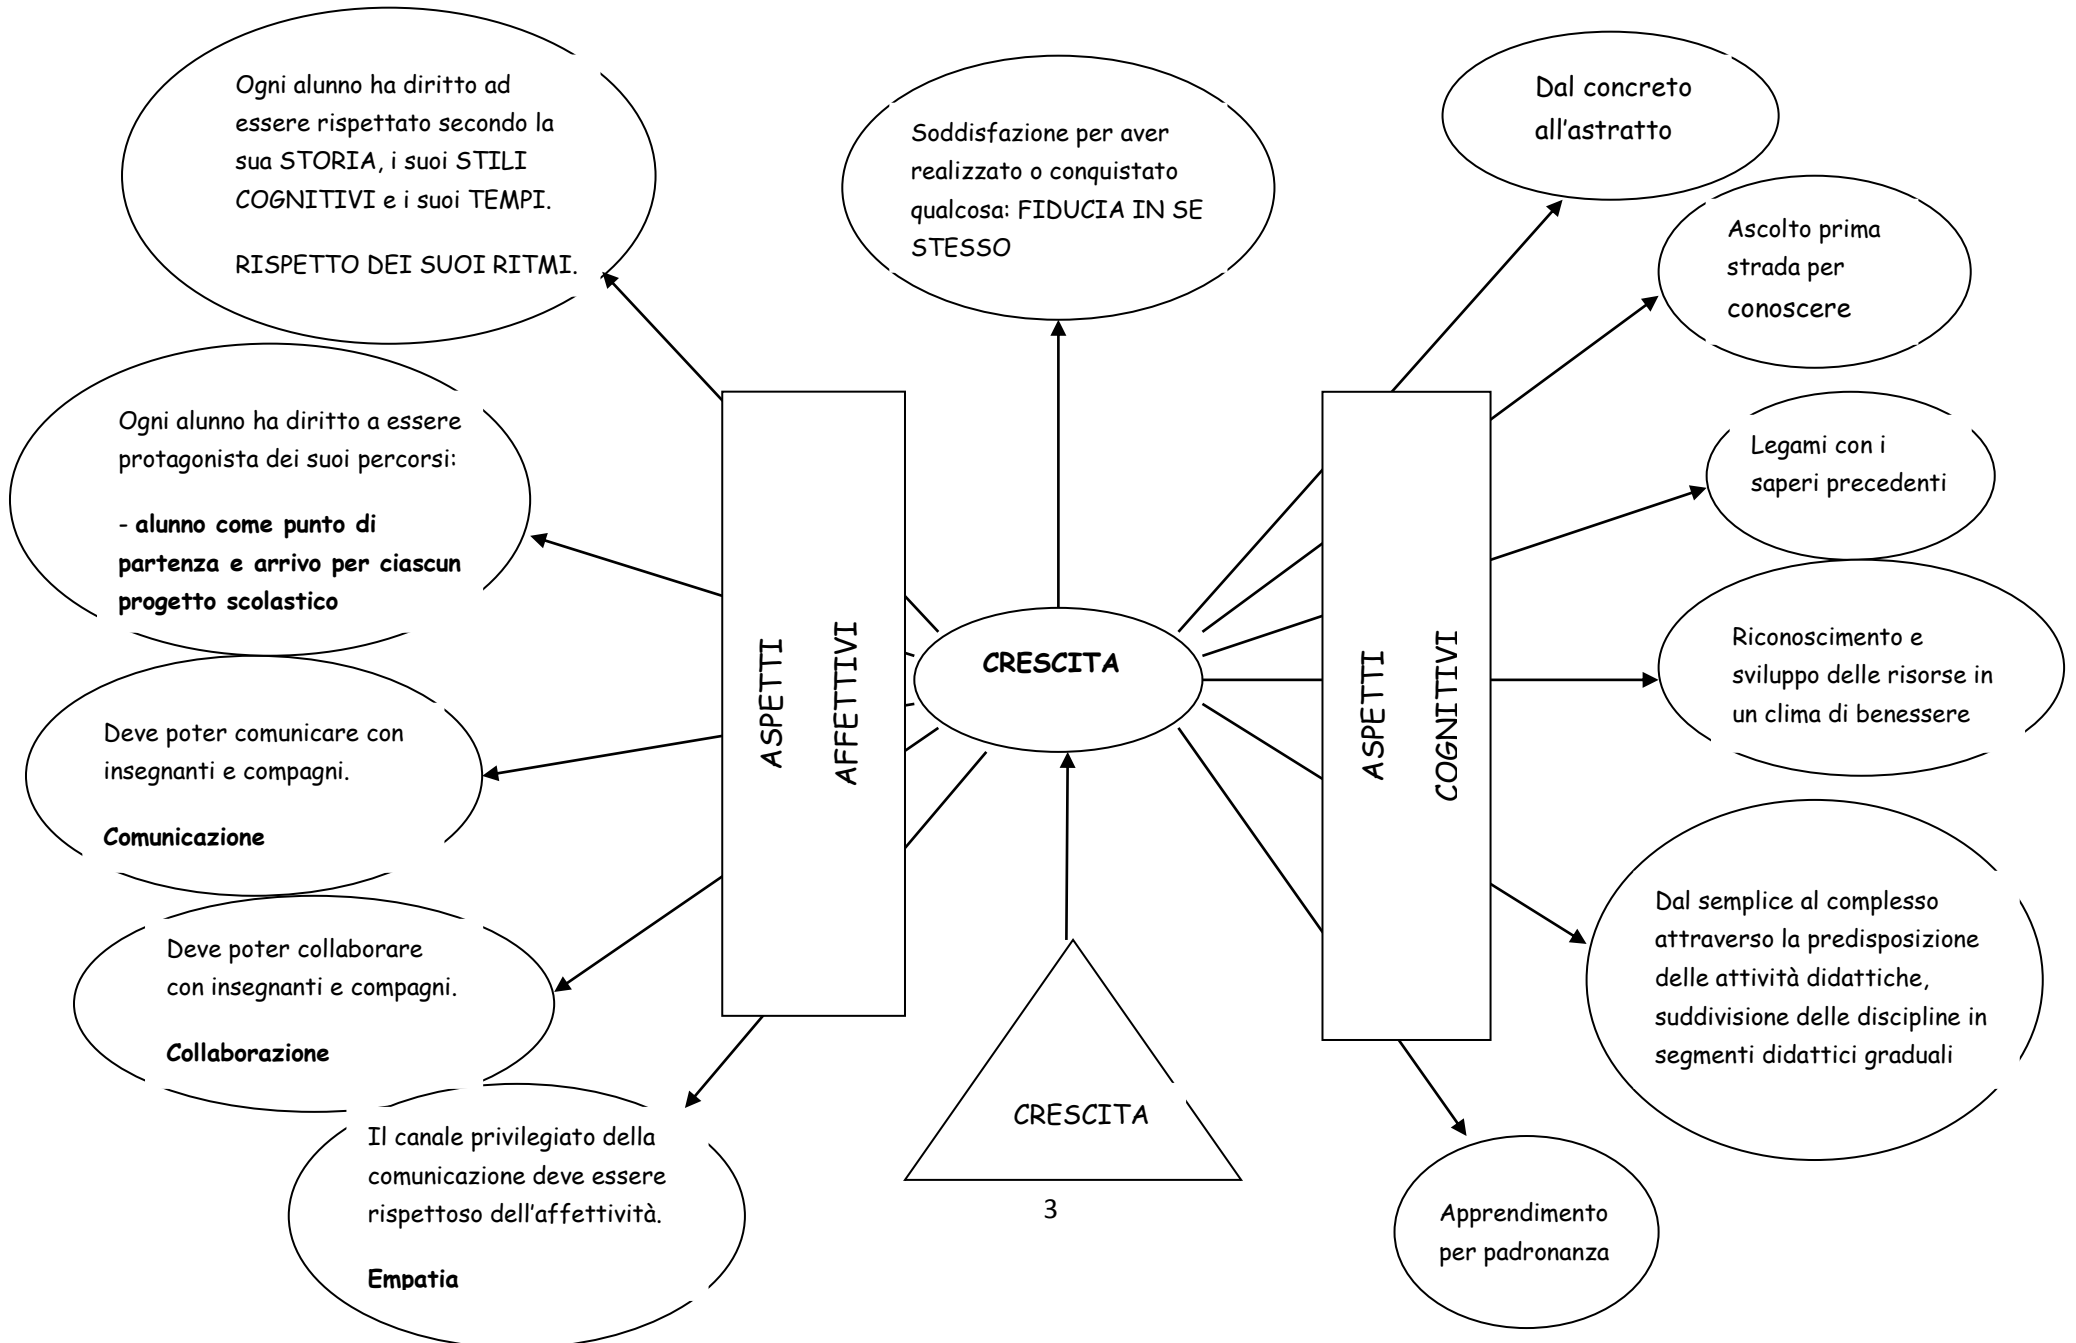 Ogni alunno ha diritto ad
essere rispettato secondo la
sua STORIA, i suoi STILI
COGNITIVI e i suoi TEMPI.
RISPETTO DEI SUOI RITMI.
Ogni alunno ha diritto a essere
protagonista dei suoi percorsi:
- alunno come punto di
partenza e arrivo per ciascun
progetto scolastico
Deve poter comunicare con
insegnanti e compagni.
Comunicazione
Deve poter collaborare
con insegnanti e compagni.
Collaborazione
Il canale privilegiato della
comunicazione deve essere
rispettoso dell'affettività.
Empatia
ASPETTI
AFFETTIVI
Soddisfazione per aver
realizzato o conquistato
qualcosa: FIDUCIA IN SE
STESSO
CRESCITA
CRESCITA
3
ASPETTI
COGNITIVI
Dal concreto
all'astratto
Ascolto prima
strada per
conoscere
Legami con i
saperi precedenti
Riconoscimento e
sviluppo delle risorse in
un clima di benessere
Dal semplice al complesso
attraverso la predisposizione
delle attività didattiche,
suddivisione delle discipline in
segmenti didattici graduali
Apprendimento
per padronanza